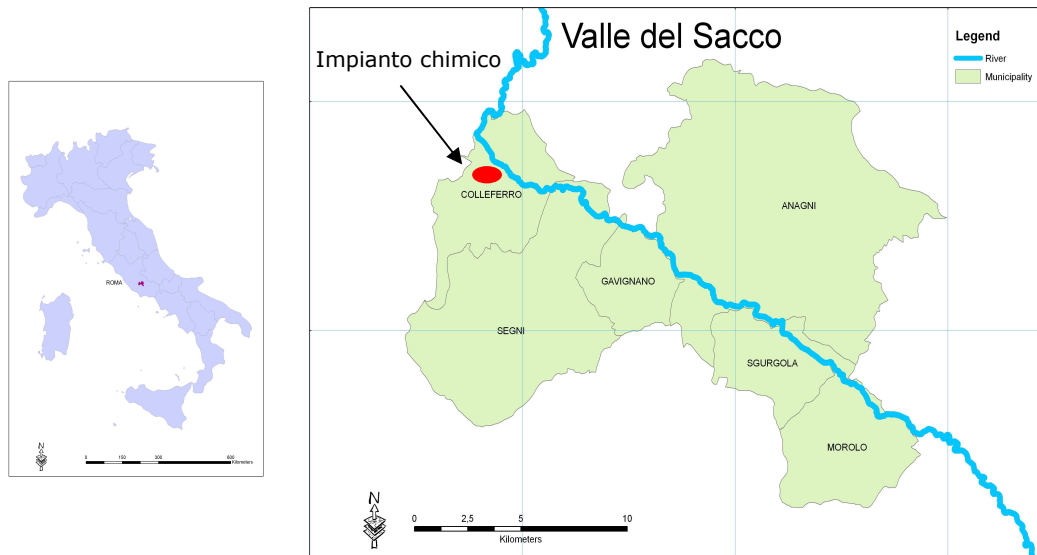 Valle del Sacco
Impianto chimico
Legend
River
Municipality
COLLEFERRO
ANAGNI
GAVIGNANO
SEGNI
SGURGOLA
MOROLO
ROMA
N
0 150 300 600
Kilometers
N
0 2,5 5 10
Kilometers